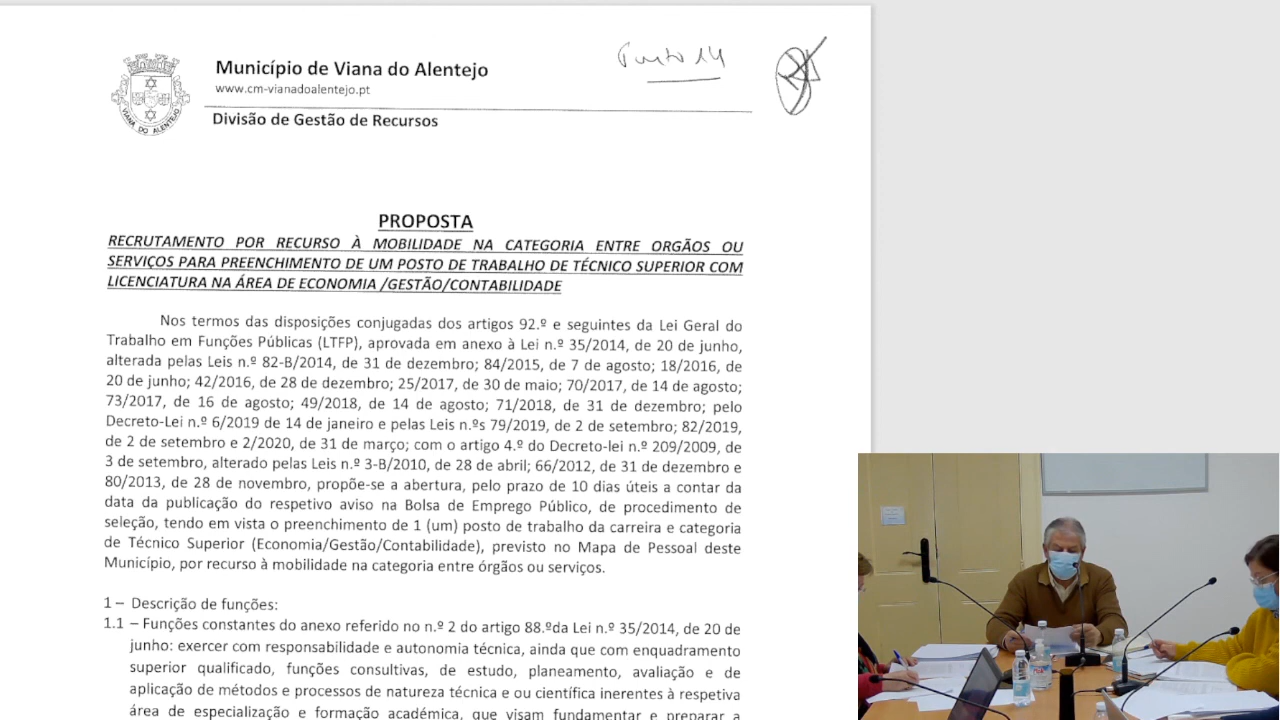 Município de Viana do Alentejo
Ponto 14
www.cm-vianadoalentejo.pt
VIANA DO ALENTEJO
Divisão de Gestão de Recursos
PROPOSTA
RECRUTAMENTO POR RECURSO À MOBILIDADE NA CATEGORIA ENTRE ORGÃOS OU
SERVIÇOS PARA PREENCHIMENTO DE UM POSTO DE TRABALHO DE TÉCNICO SUPERIOR COM
LICENCIATURA NA ÁREA DE ECONOMIA /GESTÃO/CONTABILIDADE
Nos termos das disposições conjugadas dos artigos 92.º e seguintes da Lei Geral do
Trabalho em Funções Públicas (LTFP), aprovada em anexo à Lei n.º 35/2014, de 20 de junho,
alterada pelas Leis n.º 82-B/2014, de 31 de dezembro; 84/2015, de 7 de agosto; 18/2016, de
20 de junho; 42/2016, de 28 de dezembro; 25/2017, de 30 de maio; 70/2017, de 14 de agosto;
73/2017, de 16 de agosto; 49/2018, de 14 de agosto; 71/2018, de 31 de dezembro; pelo
Decreto-Lei n.º 6/2019 de 14 de janeiro e pelas Leis n.ºs 79/2019, de 2 de setembro; 82/2019,
de 2 de setembro e 2/2020, de 31 de março; com o artigo 4.º do Decreto-lei n.º 209/2009, de
3 de setembro, alterado pelas Leis n.º 3-B/2010, de 28 de abril; 66/2012, de 31 de dezembro e
80/2013, de 28 de novembro, propõe-se a abertura, pelo prazo de 10 dias úteis a contar da
data da publicação do respetivo aviso na Bolsa de Emprego Público, de procedimento de
seleção, tendo em vista o preenchimento de 1 (um) posto de trabalho da carreira e categoria
de Técnico Superior (Economia/Gestão/Contabilidade), previsto no Mapa de Pessoal deste
Município, por recurso à mobilidade na categoria entre órgãos ou serviços.
1 – Descrição de funções:
1.1 – Funções constantes do anexo referido no n.º 2 do artigo 88.ºda Lei n.º 35/2014, de 20 de
junho: exercer com responsabilidade e autonomia técnica, ainda que com enquadramento
superior qualificado, funções consultivas, de estudo, planeamento, avaliação e de
aplicação de métodos e processos de natureza técnica e ou científica inerentes à respetiva
área de especialização e formação académica, que visam fundamentar e preparar a